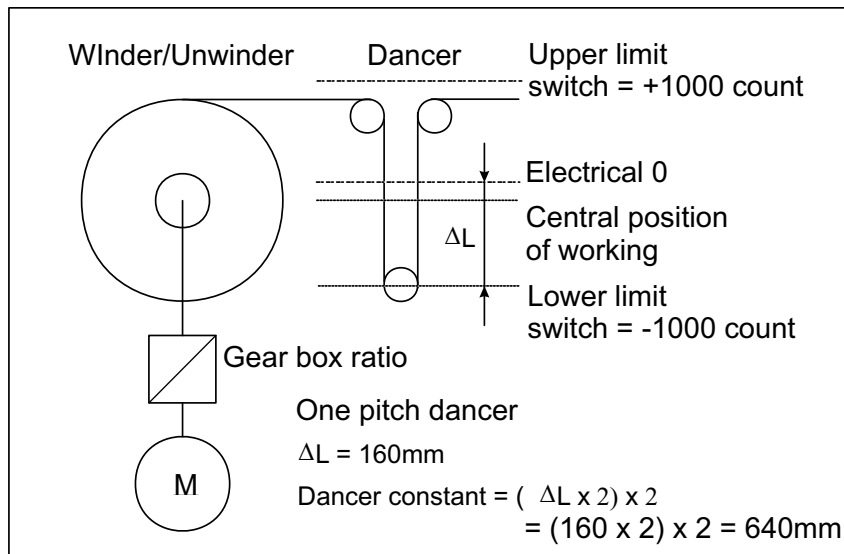 WInder/Unwinder
Dancer
Upper limit
switch = +1000 count
Electrical 0
ΔL
Central position
of working
Lower limit
switch = -1000 count
Gear box ratio
M
One pitch dancer
ΔL = 160mm
Dancer constant = ( ΔL x 2) x 2
= (160 x 2) x 2 = 640mm